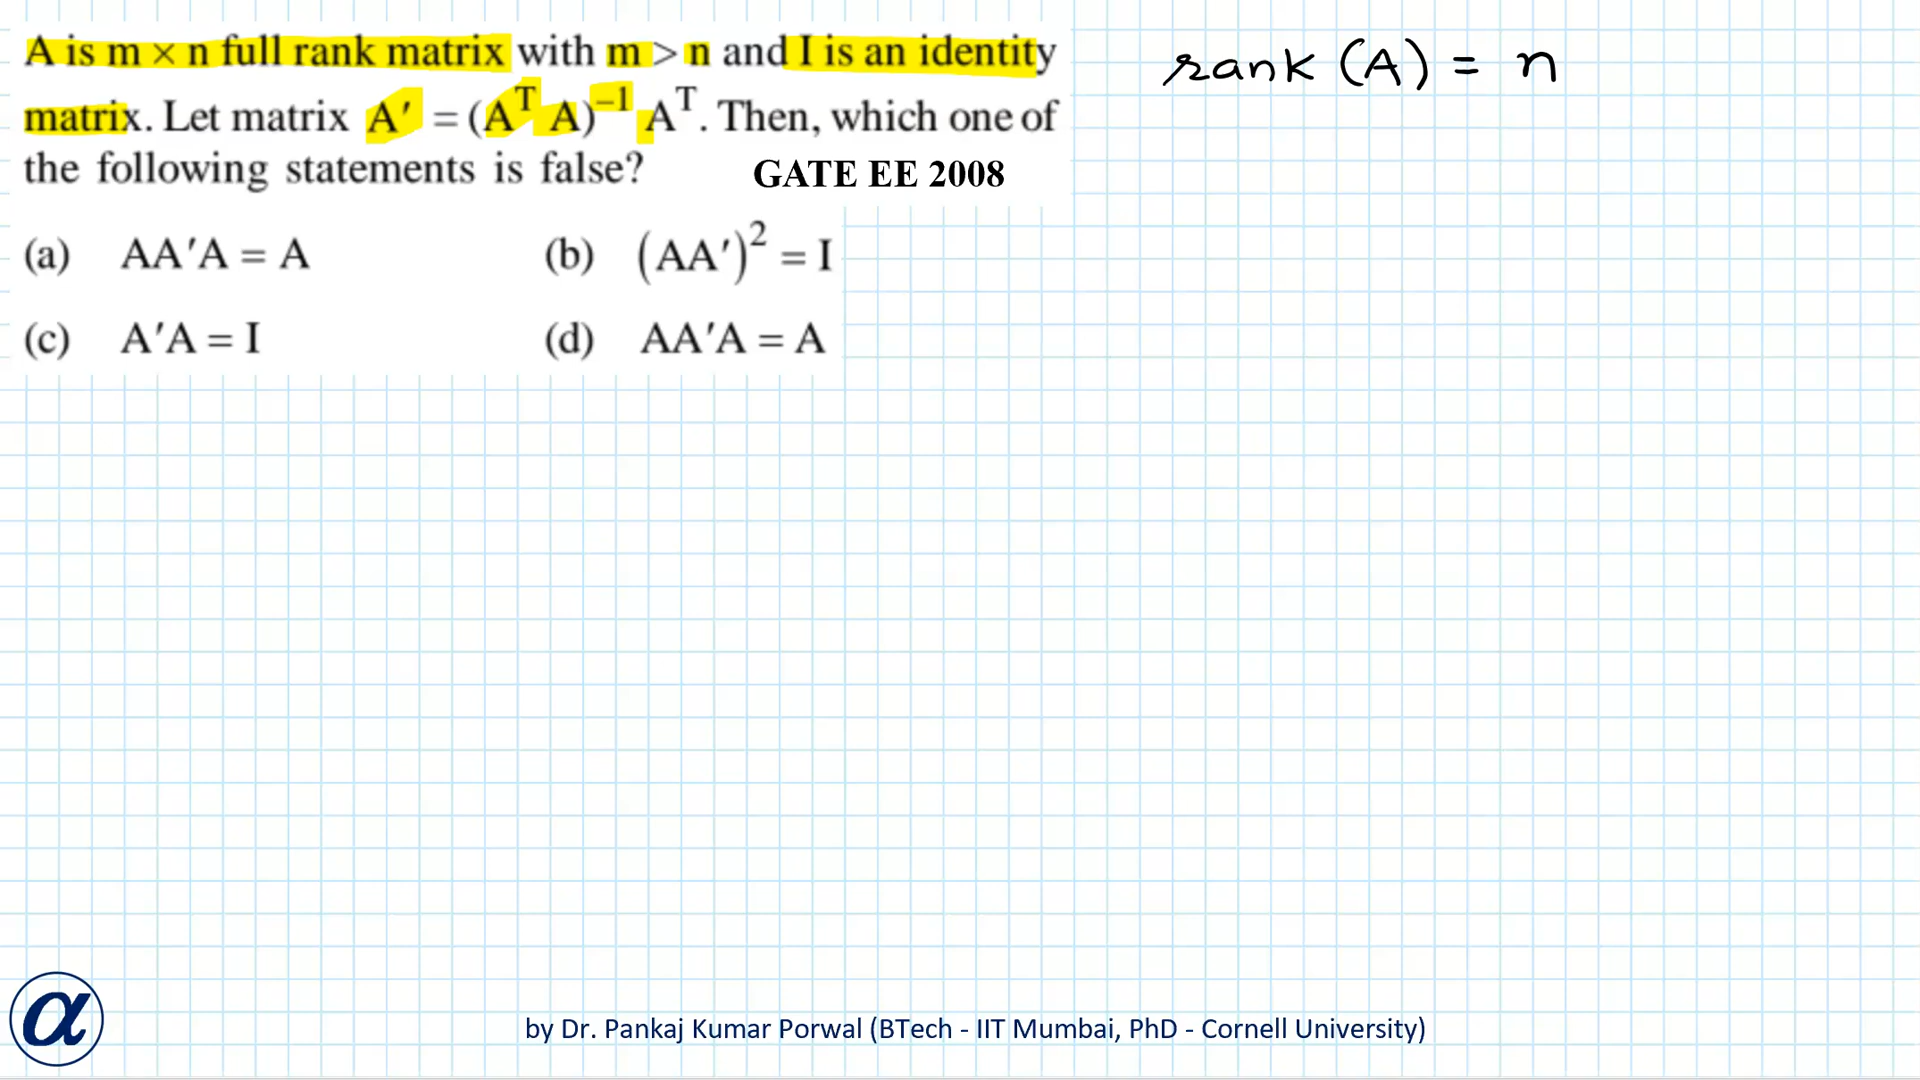 A is m × n full rank matrix with m > n and I is an identity
matrix. Let matrix A′ = (Aᵀ A)⁻¹ Aᵀ. Then, which one of
the following statements is false?
GATE EE 2008
(a) AA′A = A (b) (AA′)² = I
(c) A′A = I (d) AA′A = A
rank (A) = n
α
by Dr. Pankaj Kumar Porwal (BTech - IIT Mumbai, PhD - Cornell University)